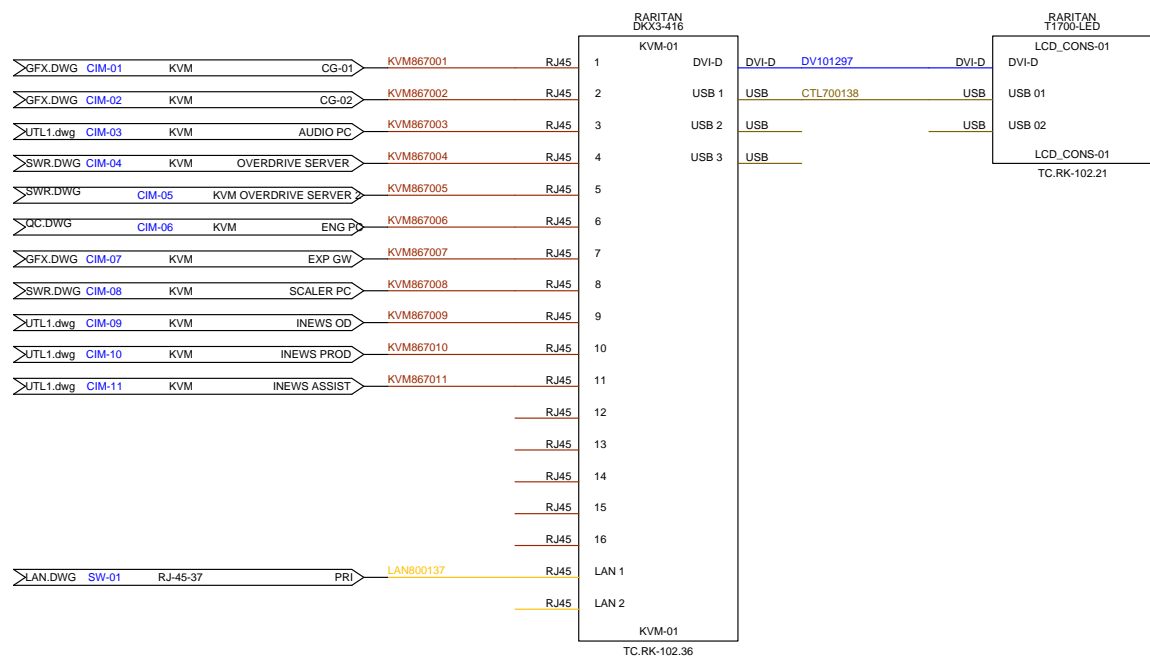 RARITAN
DKX3-416
RARITAN
T1700-LED
KVM-01
LCD_CONS-01
GFX.DWG CIM-01 KVM CG-01 KVM867001 RJ45 1 DVI-D DVI-D DV101297 DVI-D DVI-D
GFX.DWG CIM-02 KVM CG-02 KVM867002 RJ45 2 USB 1 USB CTL700138 USB USB 01
UTL1.dwg CIM-03 KVM AUDIO PC KVM867003 RJ45 3 USB 2 USB USB USB 02
SWR.DWG CIM-04 KVM OVERDRIVE SERVER KVM867004 RJ45 4 USB 3 USB LCD_CONS-01
TC.RK-102.21
SWR.DWG CIM-05 KVM OVERDRIVE SERVER 2 KVM867005 RJ45 5
QC.DWG CIM-06 KVM ENG PC KVM867006 RJ45 6
GFX.DWG CIM-07 KVM EXP GW KVM867007 RJ45 7
SWR.DWG CIM-08 KVM SCALER PC KVM867008 RJ45 8
UTL1.dwg CIM-09 KVM INEWS OD KVM867009 RJ45 9
UTL1.dwg CIM-10 KVM INEWS PROD KVM867010 RJ45 10
UTL1.dwg CIM-11 KVM INEWS ASSIST KVM867011 RJ45 11
RJ45 12
RJ45 13
RJ45 14
RJ45 15
RJ45 16
LAN.DWG SW-01 RJ-45-37 PRI LAN800137 RJ45 LAN 1
RJ45 LAN 2
KVM-01
TC.RK-102.36